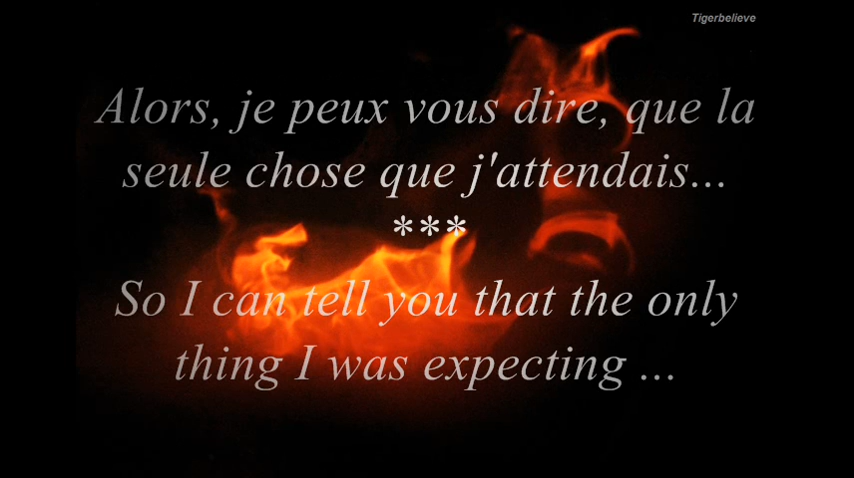 Tigerbelieve
Alors, je peux vous dire, que la
seule chose que j'attendais...
***
So I can tell you that the only
thing I was expecting ...